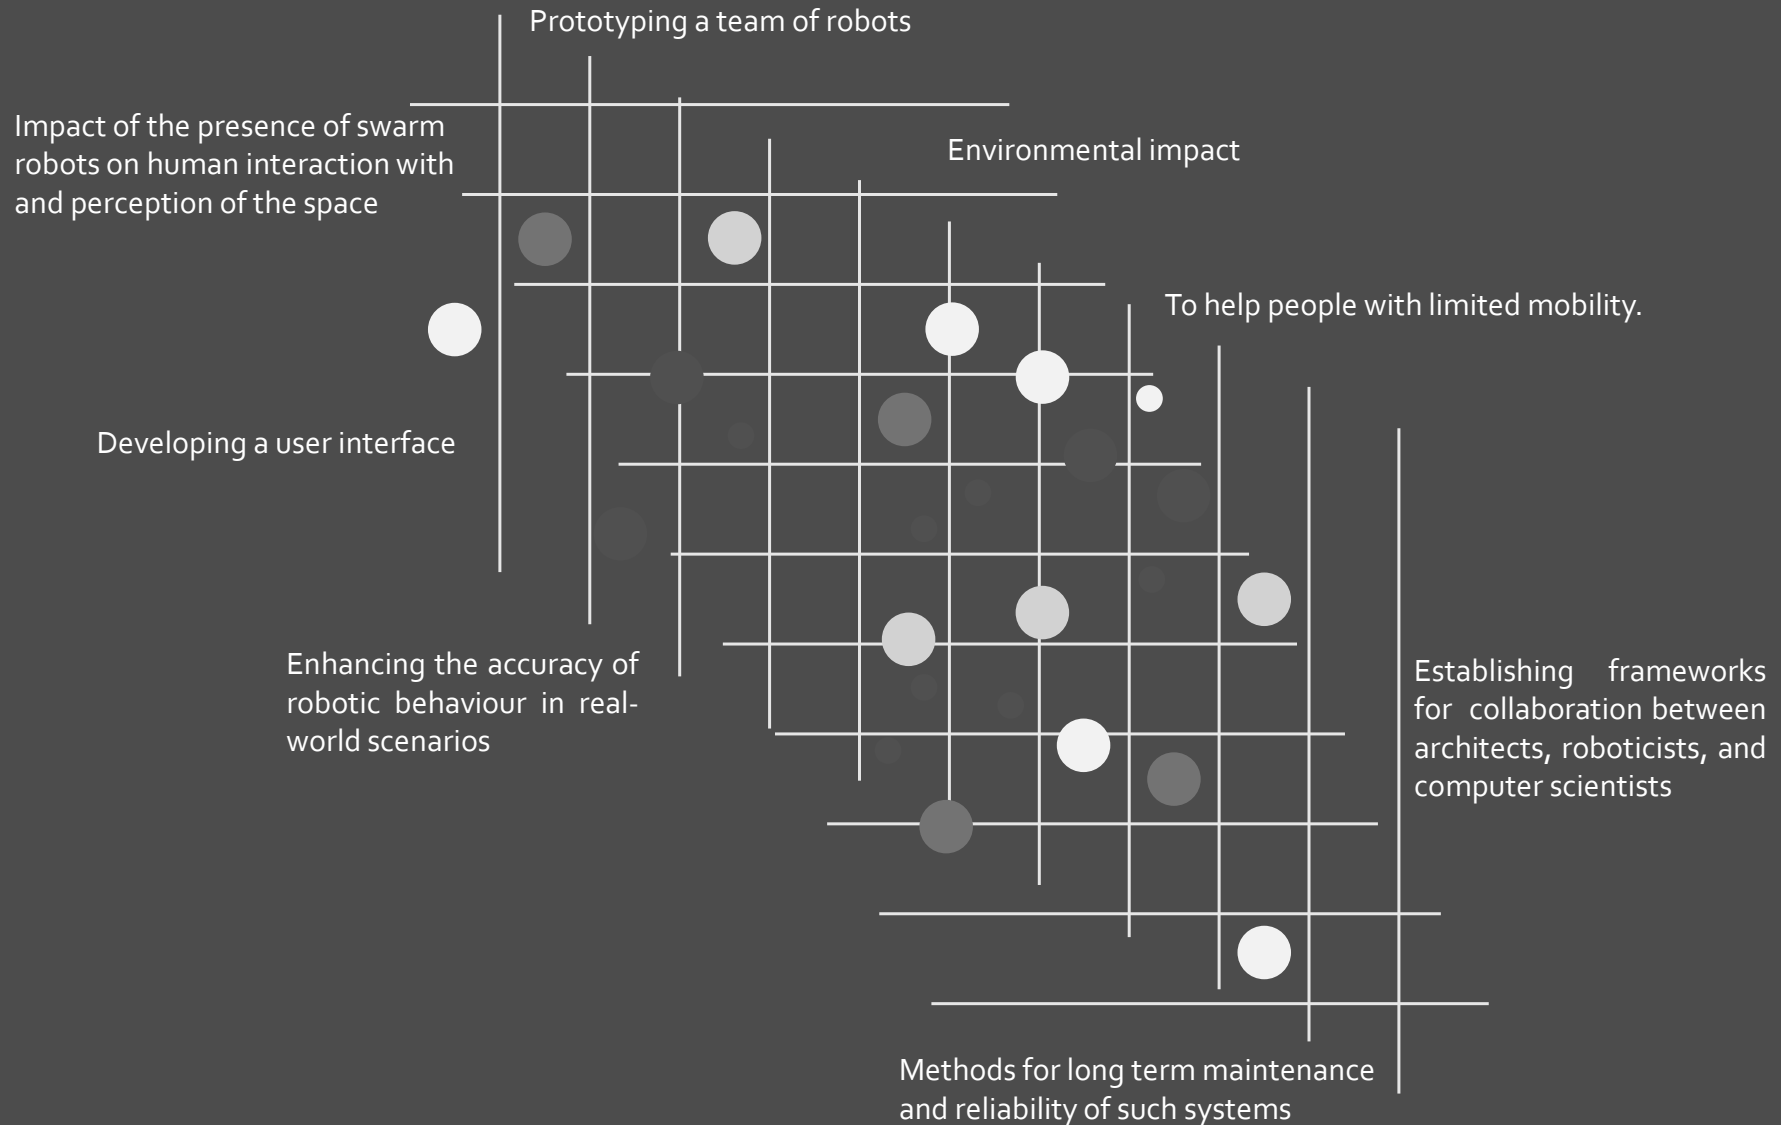 Prototyping a team of robots
Impact of the presence of swarm
robots on human interaction with
and perception of the space
Environmental impact
To help people with limited mobility.
Developing a user interface
Enhancing the accuracy of
robotic behaviour in real-
world scenarios
Establishing frameworks
for collaboration between
architects, roboticists, and
computer scientists
Methods for long term maintenance
and reliability of such systems